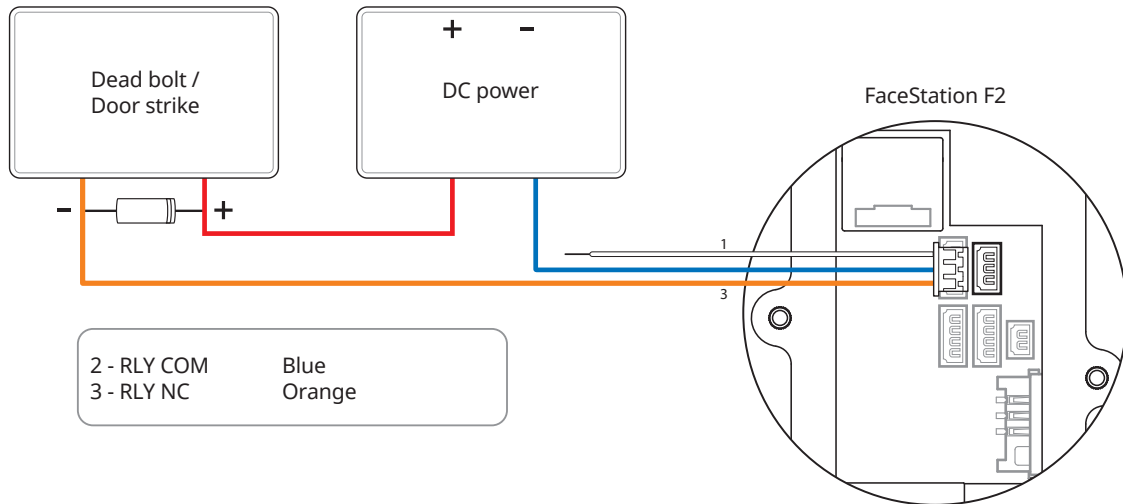 + -
Dead bolt /
Door strike
DC power
FaceStation F2
- +
1
3
2 - RLY COM Blue
3 - RLY NC Orange